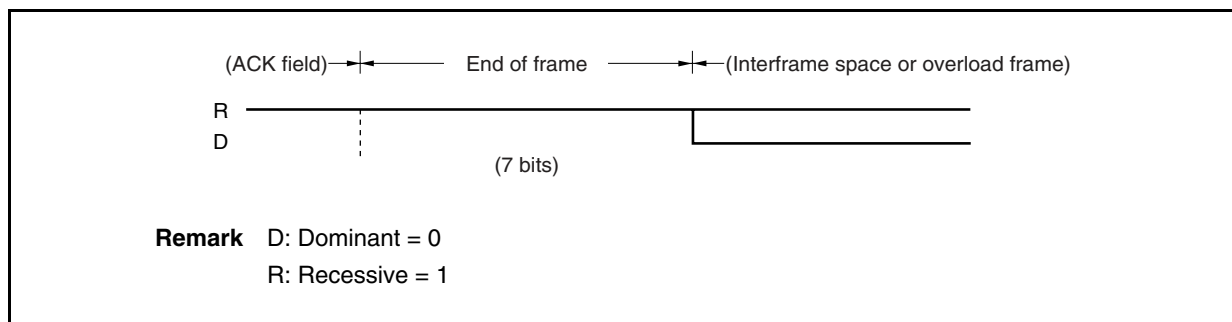 (ACK field) End of frame (Interframe space or overload frame)
R
D
(7 bits)
Remark D: Dominant = 0
R: Recessive = 1